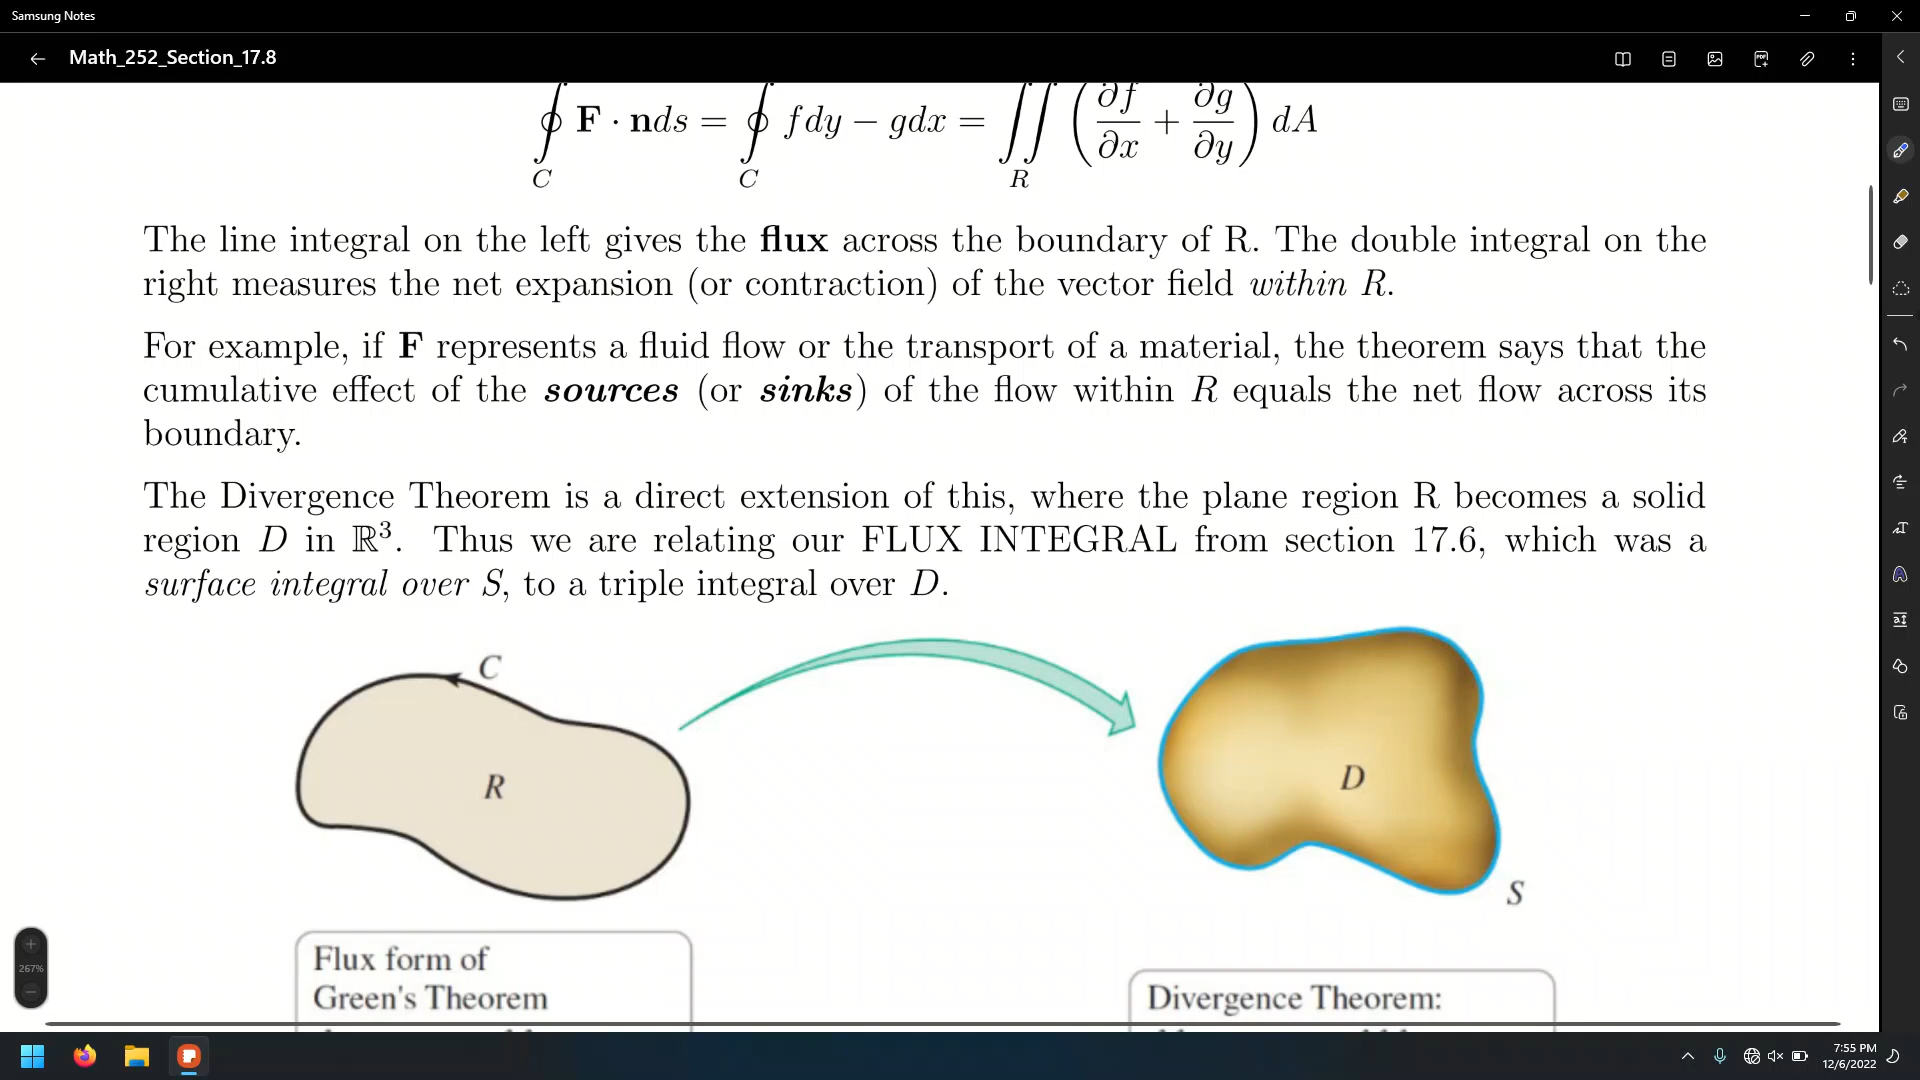 Samsung Notes
Math_252_Section_17.8
∮_C F · nds = ∮_C fdy − gdx = ∬_R (∂f/∂x + ∂g/∂y) dA
The line integral on the left gives the flux across the boundary of R. The double integral on the
right measures the net expansion (or contraction) of the vector field within R.
For example, if F represents a fluid flow or the transport of a material, the theorem says that the
cumulative effect of the sources (or sinks) of the flow within R equals the net flow across its
boundary.
The Divergence Theorem is a direct extension of this, where the plane region R becomes a solid
region D in ℝ³. Thus we are relating our FLUX INTEGRAL from section 17.6, which was a
surface integral over S, to a triple integral over D.
C
R
D
S
Flux form of
Green's Theorem
Divergence Theorem:
267%
7:55 PM
12/6/2022